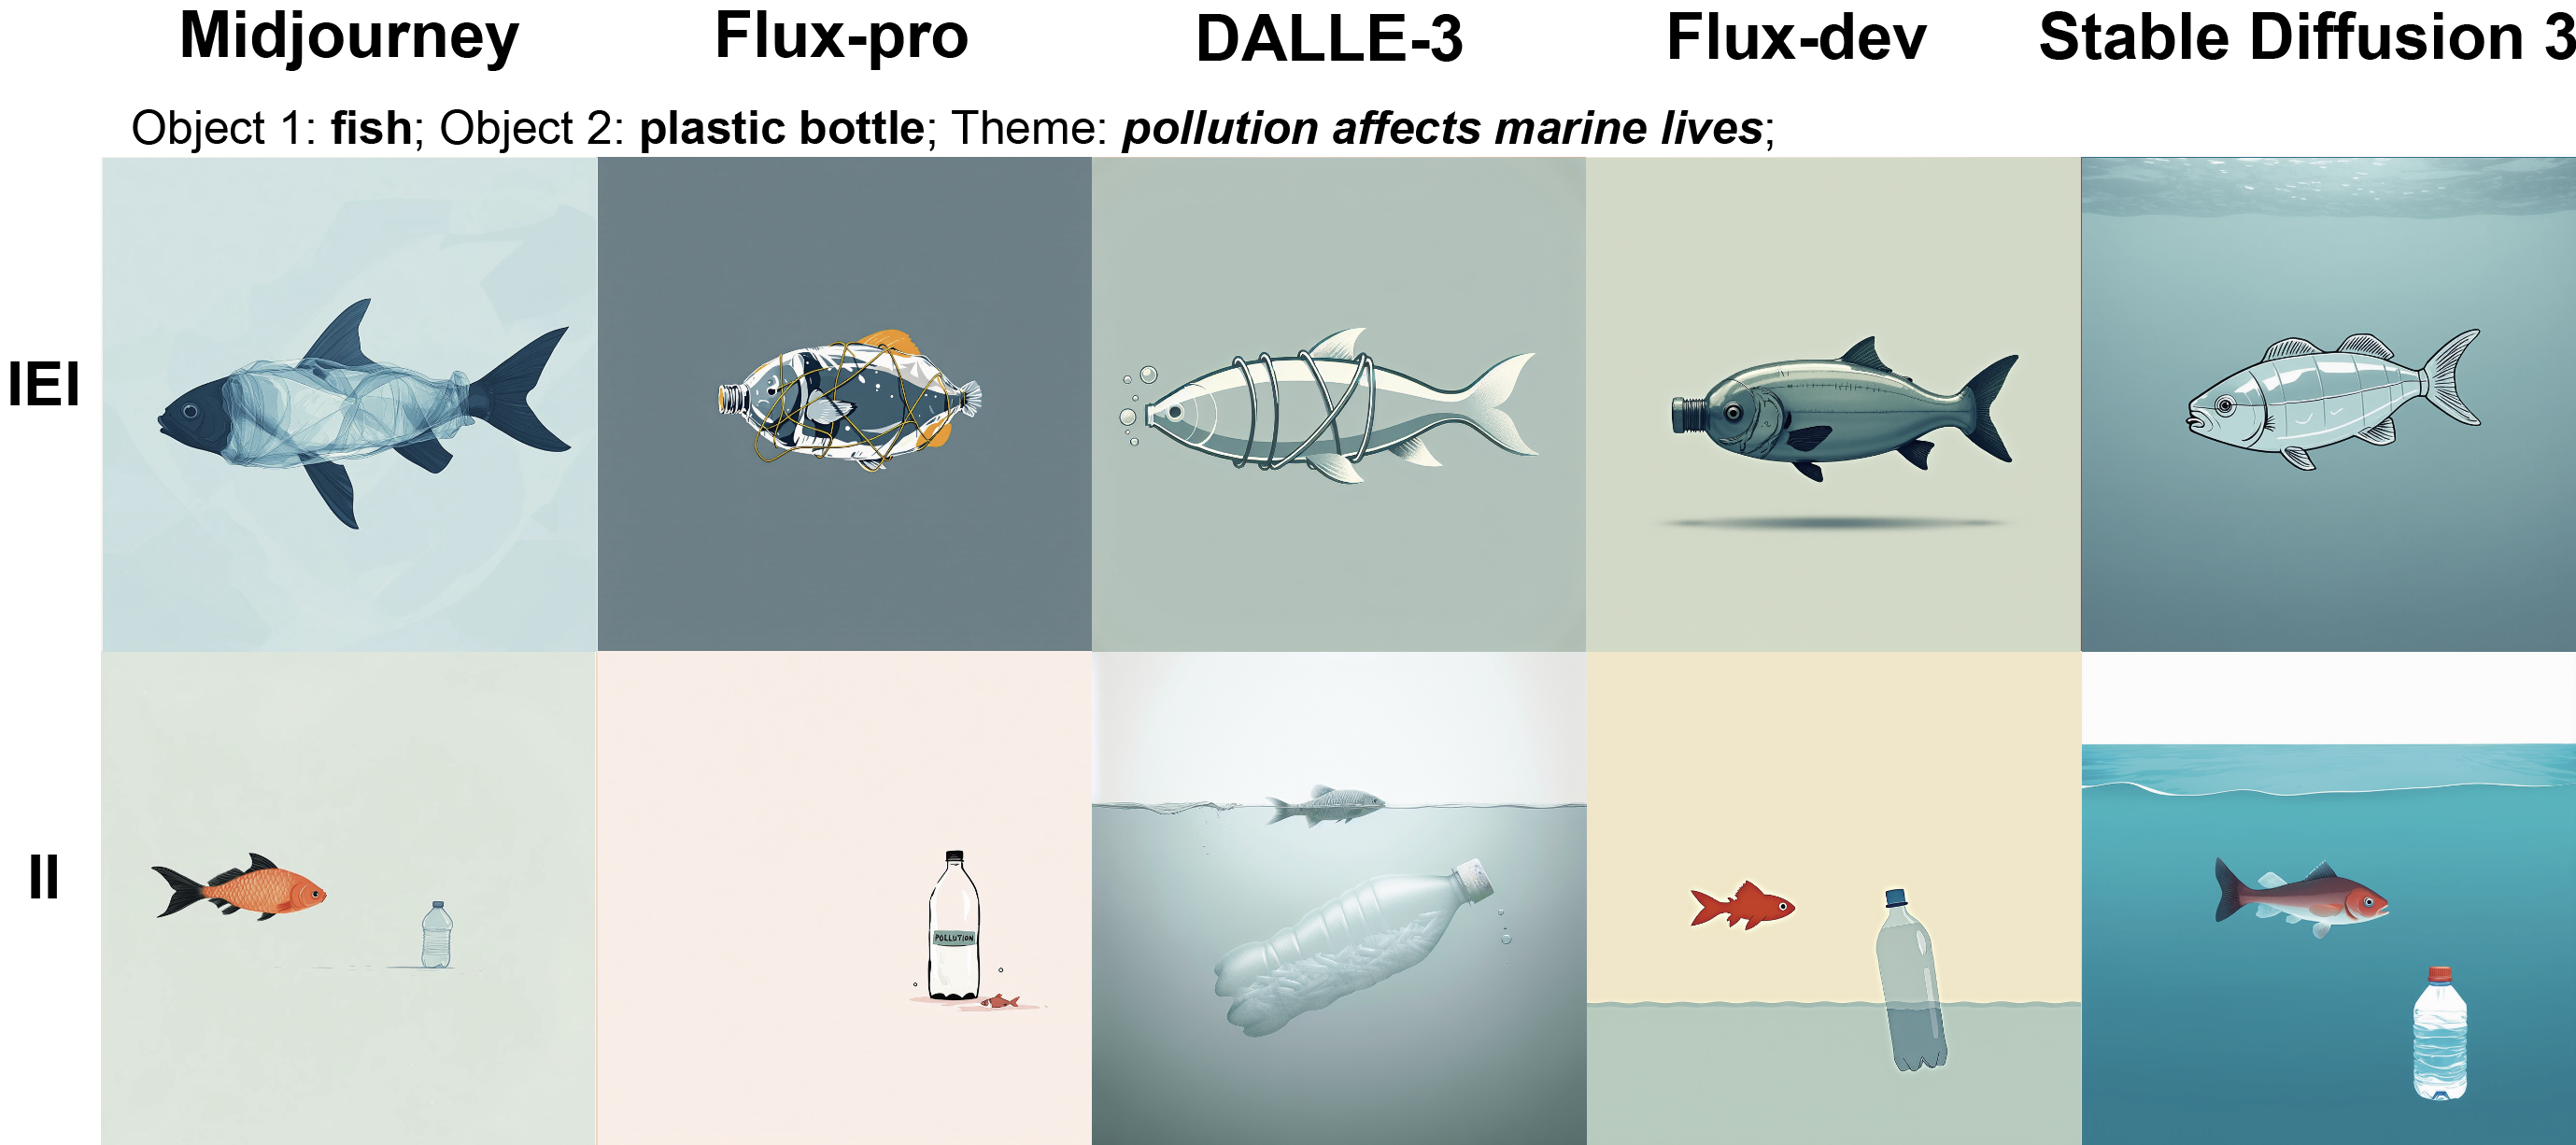 Midjourney Flux-pro DALLE-3 Flux-dev Stable Diffusion 3
Object 1: fish; Object 2: plastic bottle; Theme: pollution affects marine lives;
IEI
II
POLLUTION